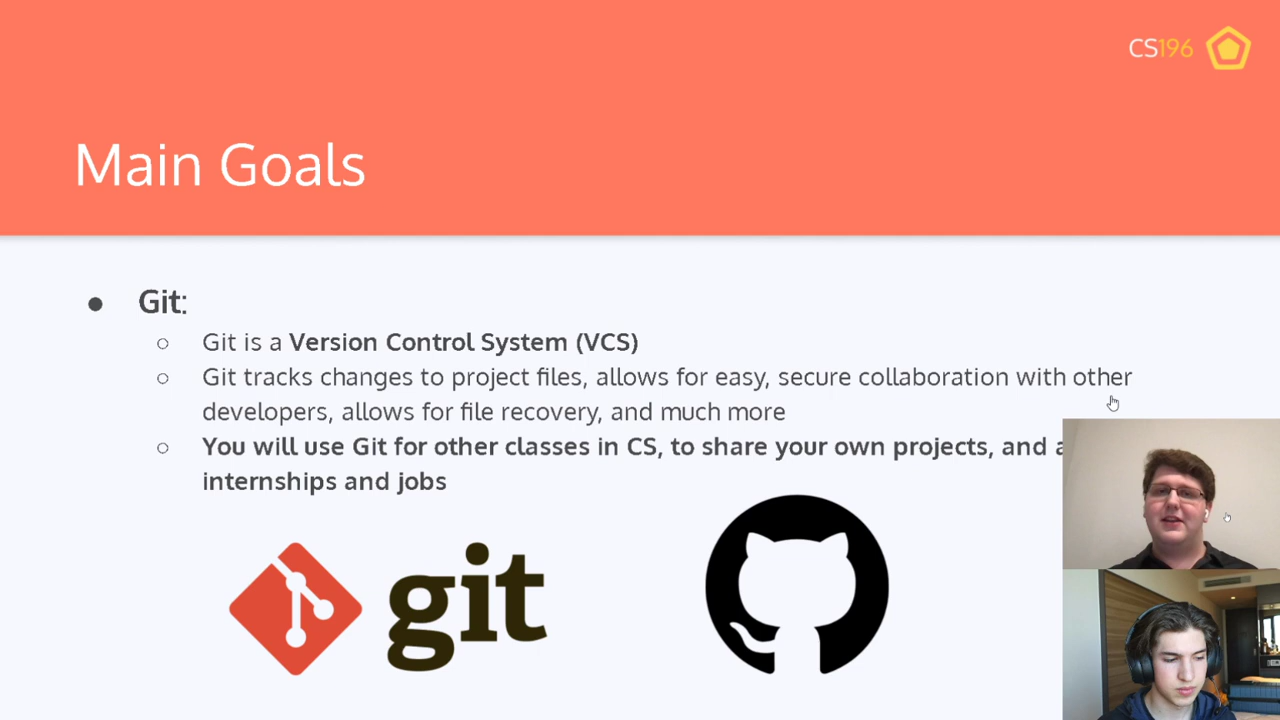 CS196
Main Goals
● Git:
○ Git is a Version Control System (VCS)
○ Git tracks changes to project files, allows for easy, secure collaboration with other
developers, allows for file recovery, and much more
○ You will use Git for other classes in CS, to share your own projects, and
internships and jobs
git